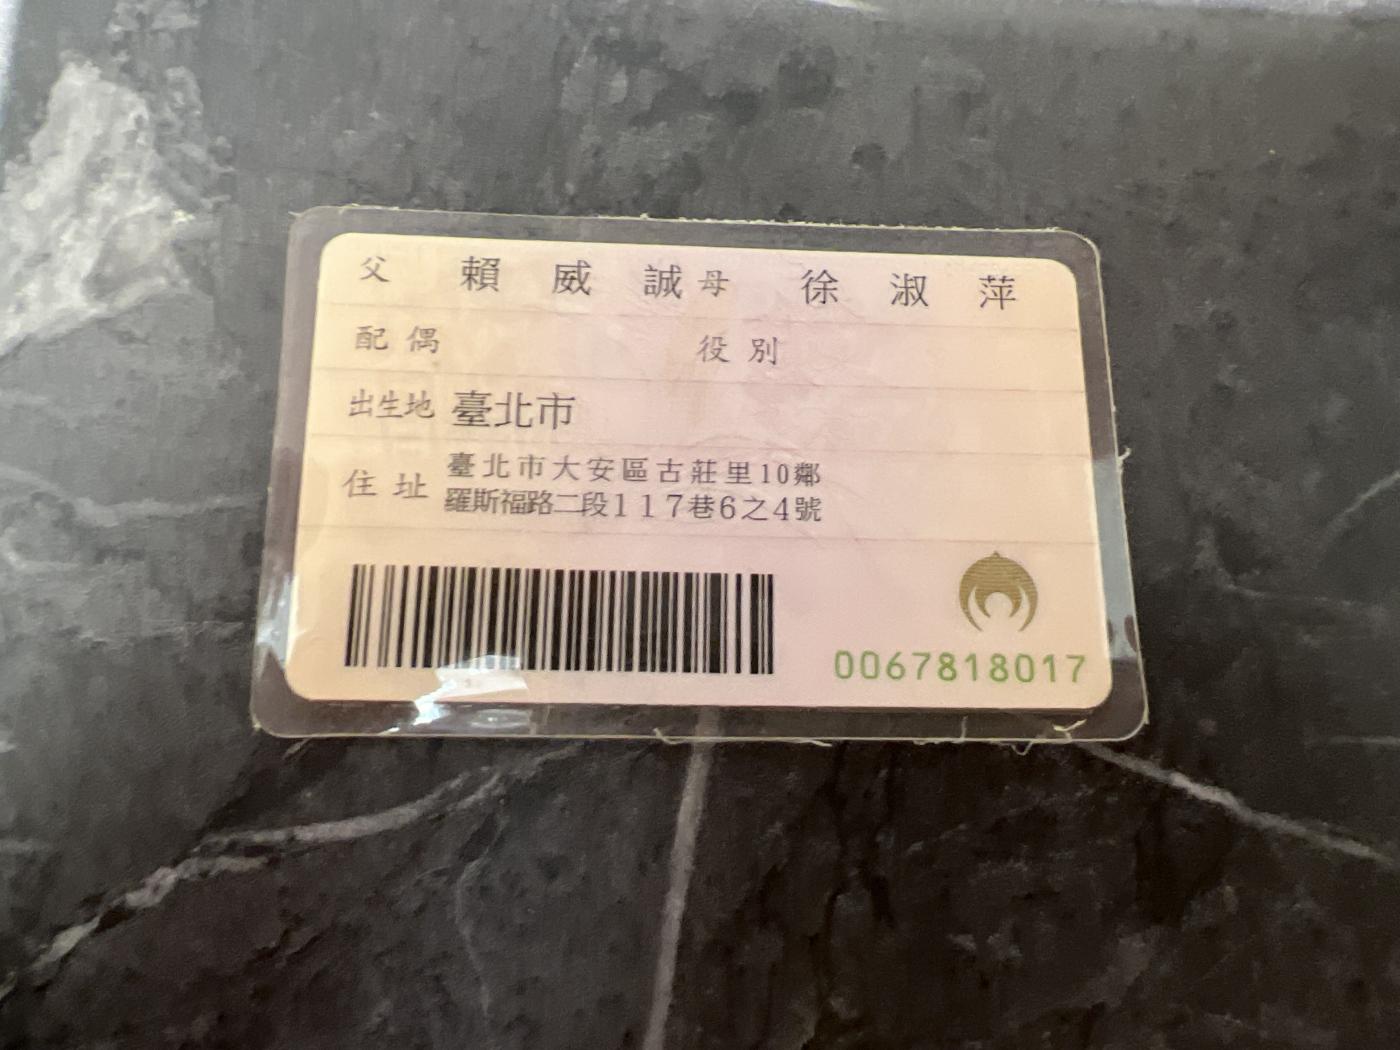 父 賴威誠 母 徐淑萍
配偶 役別
出生地 臺北市
住址 臺北市大安區古莊里10鄰
羅斯福路二段117巷6之4號
0067818017